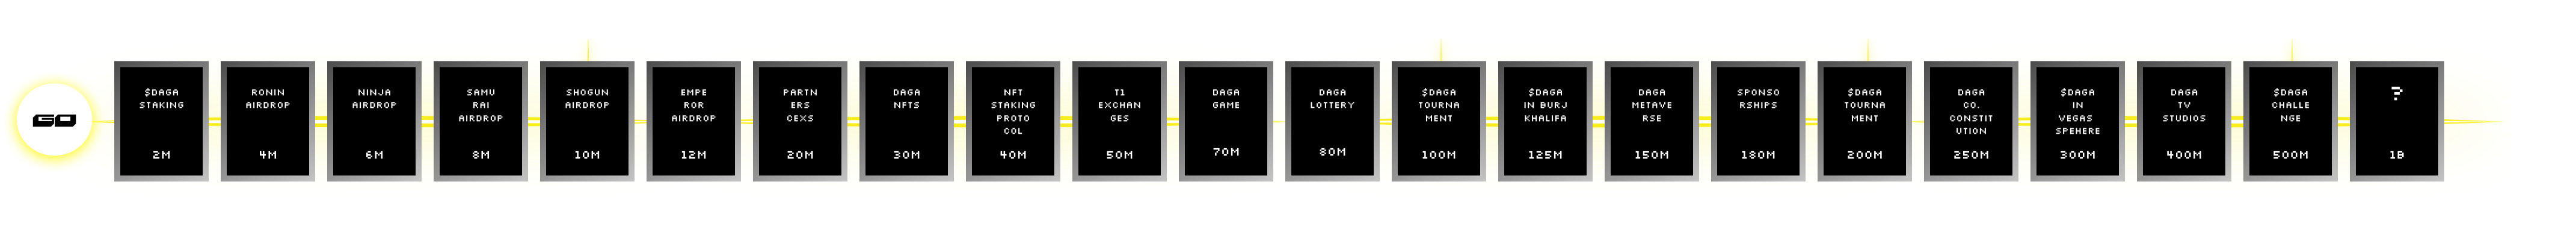 GO
$DAGA
STAKING
2M
RONIN
AIRDROP
4M
NINJA
AIRDROP
6M
SAMU
RAI
AIRDROP
8M
SHOGUN
AIRDROP
10M
EMPE
ROR
AIRDROP
12M
PARTN
ERS
CEXS
20M
DAGA
NFTS
30M
NFT
STAKING
PROTO
COL
40M
T1
EXCHAN
GES
50M
DAGA
GAME
70M
DAGA
LOTTERY
80M
$DAGA
TOURNA
MENT
100M
$DAGA
IN BURJ
KHALIFA
125M
DAGA
METAVE
RSE
150M
SPONSO
RSHIPS
180M
$DAGA
TOURNA
MENT
200M
DAGA
CO.
CONSTIT
UTION
250M
$DAGA
IN
VEGAS
SPEHERE
300M
DAGA
TV
STUDIOS
400M
$DAGA
CHALLE
NGE
500M
?
1B